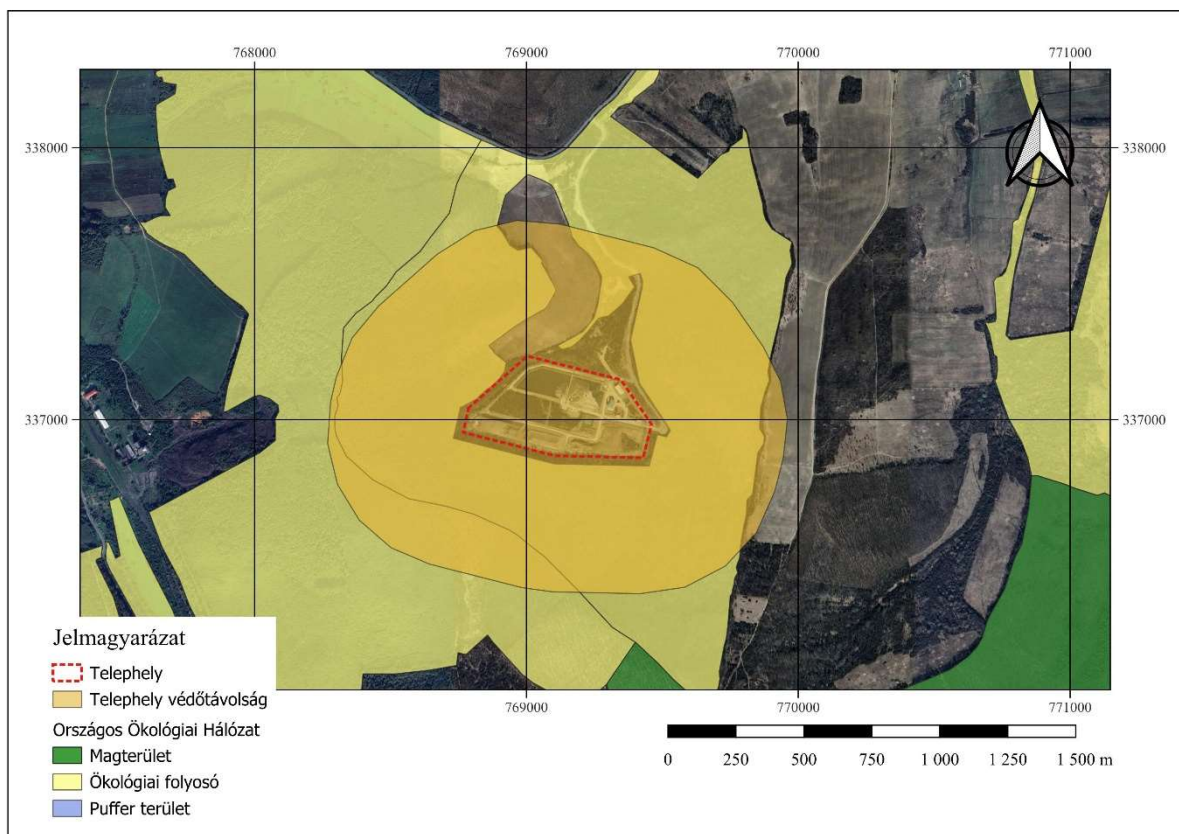 768000 769000 770000 771000
338000 338000
337000 337000
Jelmagyarázat
Telephely
Telephely védőtávolság
Országos Ökológiai Hálózat
Magterület
Ökológiai folyosó
Puffer terület
769000 770000 771000
0 250 500 750 1 000 1 250 1 500 m